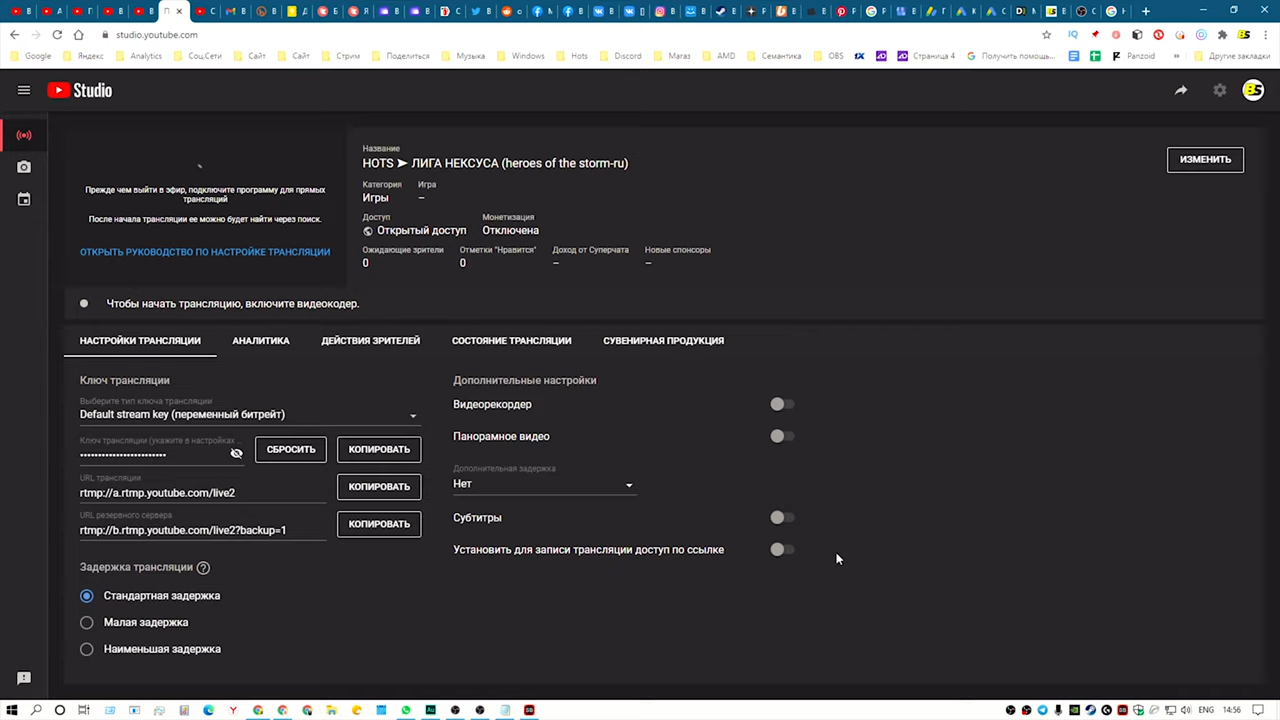 studio.youtube.com
Google
Яндекс
Analytics
Соц.Сети
Сайт
Стрим
Поделиться
Музыка
Windows
Hots
Discord
Maras
AMD
Семантика
OBS
Сайт
Страница 4
Получить помощь...
Panzoid
»
Другие закладки
Studio
Прежде чем выйти в эфир, подключите программу для прямых
трансляций
После начала трансляции ее можно будет найти через поиск.
ОТКРЫТЬ РУКОВОДСТВО ПО НАСТРОЙКЕ ТРАНСЛЯЦИИ
Название
HOTS ➤ ЛИГА НЕКСУСА (heroes of the storm-ru)
ИЗМЕНИТЬ
Категория Игра
Игры –
Доступ Монетизация
Открытый доступ Отключена
Ожидающие зрители Отметки "Нравится" Доход от Суперчата Новые спонсоры
0 0 – –
Чтобы начать трансляцию, включите видеокодер.
НАСТРОЙКИ ТРАНСЛЯЦИИ АНАЛИТИКА ДЕЙСТВИЯ ЗРИТЕЛЕЙ СОСТОЯНИЕ ТРАНСЛЯЦИИ СУВЕНИРНАЯ ПРОДУКЦИЯ
Ключ трансляции
Выберите тип ключа трансляции
Default stream key (переменный битрейт)
Ключ трансляции (укажите в настройках ...
СБРОСИТЬ КОПИРОВАТЬ
URL трансляции
rtmp://a.rtmp.youtube.com/live2
КОПИРОВАТЬ
URL резервного сервера
rtmp://b.rtmp.youtube.com/live2?backup=1
КОПИРОВАТЬ
Задержка трансляции
Стандартная задержка
Малая задержка
Наименьшая задержка
Дополнительные настройки
Видеорекордер
Панорамное видео
Дополнительная задержка
Нет
Субтитры
Установить для записи трансляции доступ по ссылке
ENG 14:56